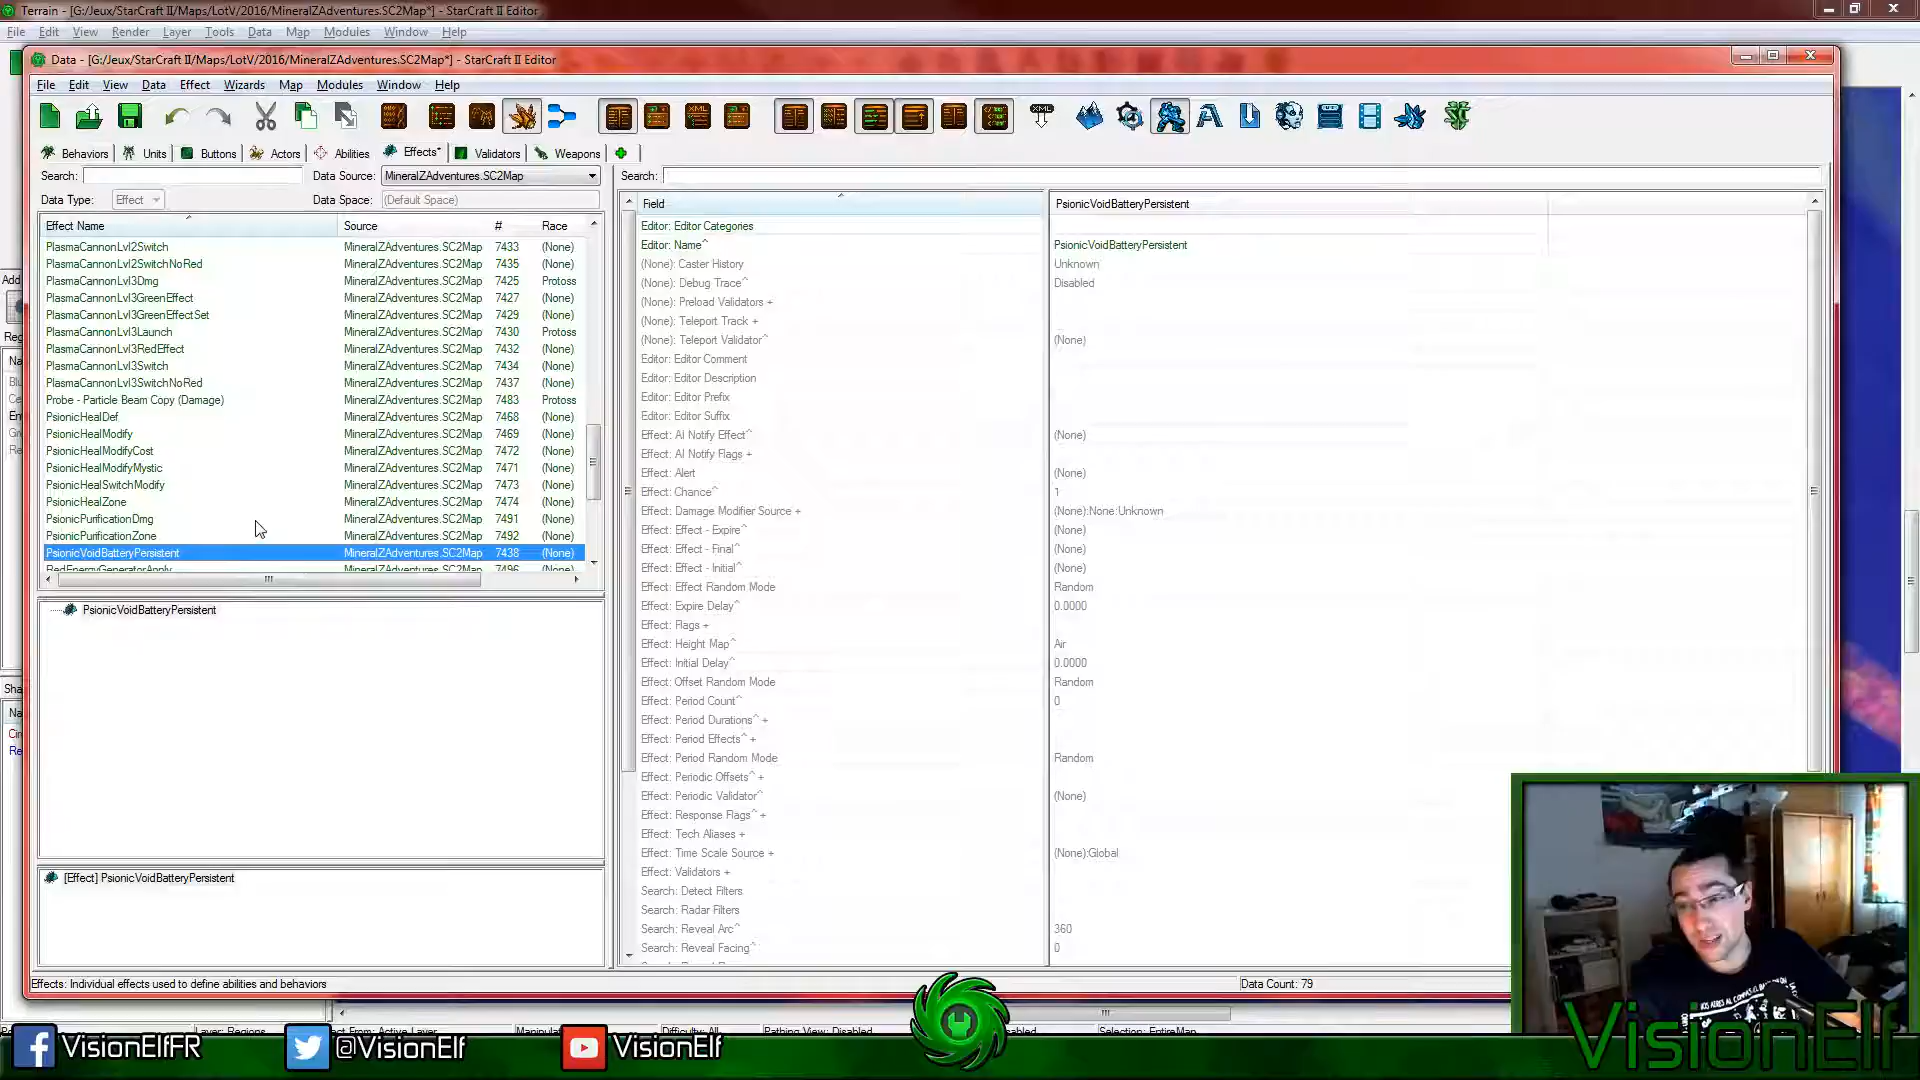 Terrain - [G:/Jeux/StarCraft II/Maps/LotV/2016/MineralZAdventures.SC2Map*] - StarCraft II Editor
File Edit View Render Layer Tools Data Map Modules Window Help
Data - [G:/Jeux/StarCraft II/Maps/LotV/2016/MineralZAdventures.SC2Map*] - StarCraft II Editor
File Edit View Data Effect Wizards Map Modules Window Help
XML
Behaviors Units Buttons Actors Abilities Effects* Validators Weapons
Search: Data Source: MineralZAdventures.SC2Map Search:
Data Type: Effect Data Space: (Default Space)
Field PsionicVoidBatteryPersistent
Effect Name Source # Race
PlasmaCannonLvl2Switch MineralZAdventures.SC2Map 7433 (None)
PlasmaCannonLvl2SwitchNoRed MineralZAdventures.SC2Map 7435 (None)
PlasmaCannonLvl3Dmg MineralZAdventures.SC2Map 7425 Protoss
PlasmaCannonLvl3GreenEffect MineralZAdventures.SC2Map 7427 (None)
PlasmaCannonLvl3GreenEffectSet MineralZAdventures.SC2Map 7429 (None)
PlasmaCannonLvl3Launch MineralZAdventures.SC2Map 7430 Protoss
PlasmaCannonLvl3RedEffect MineralZAdventures.SC2Map 7432 (None)
PlasmaCannonLvl3Switch MineralZAdventures.SC2Map 7434 (None)
PlasmaCannonLvl3SwitchNoRed MineralZAdventures.SC2Map 7437 (None)
Probe - Particle Beam Copy (Damage) MineralZAdventures.SC2Map 7483 Protoss
PsionicHealDef MineralZAdventures.SC2Map 7468 (None)
PsionicHealModify MineralZAdventures.SC2Map 7469 (None)
PsionicHealModifyCost MineralZAdventures.SC2Map 7472 (None)
PsionicHealModifyMystic MineralZAdventures.SC2Map 7471 (None)
PsionicHealSwitchModify MineralZAdventures.SC2Map 7473 (None)
PsionicHealZone MineralZAdventures.SC2Map 7474 (None)
PsionicPurificationDmg MineralZAdventures.SC2Map 7491 (None)
PsionicPurificationZone MineralZAdventures.SC2Map 7492 (None)
PsionicVoidBatteryPersistent MineralZAdventures.SC2Map 7438 (None)
RedEnergyGeneratorApply MineralZAdventures.SC2Map 7496 (None)
PsionicVoidBatteryPersistent
[Effect] PsionicVoidBatteryPersistent
Editor: Editor Categories
Editor: Name^ PsionicVoidBatteryPersistent
(None): Caster History Unknown
(None): Debug Trace^ Disabled
(None): Preload Validators +
(None): Teleport Track +
(None): Teleport Validator^ (None)
Editor: Editor Comment
Editor: Editor Description
Editor: Editor Prefix
Editor: Editor Suffix
Effect: AI Notify Effect^ (None)
Effect: AI Notify Flags +
Effect: Alert (None)
Effect: Chance^ 1
Effect: Damage Modifier Source + (None):None:Unknown
Effect: Effect - Expire^ (None)
Effect: Effect - Final^ (None)
Effect: Effect - Initial^ (None)
Effect: Effect Random Mode Random
Effect: Expire Delay^ 0.0000
Effect: Flags +
Effect: Height Map^ Air
Effect: Initial Delay^ 0.0000
Effect: Offset Random Mode Random
Effect: Period Count^ 0
Effect: Period Durations^ +
Effect: Period Effects^ +
Effect: Period Random Mode Random
Effect: Periodic Offsets^ +
Effect: Periodic Validator^ (None)
Effect: Response Flags^ +
Effect: Tech Aliases +
Effect: Time Scale Source + (None):Global
Effect: Validators +
Search: Detect Filters
Search: Radar Filters
Search: Reveal Arc^ 360
Search: Reveal Facing^ 0
Effects: Individual effects used to define abilities and behaviors Data Count: 79
VisionElfFR @VisionElf VisionElf
VisionElf